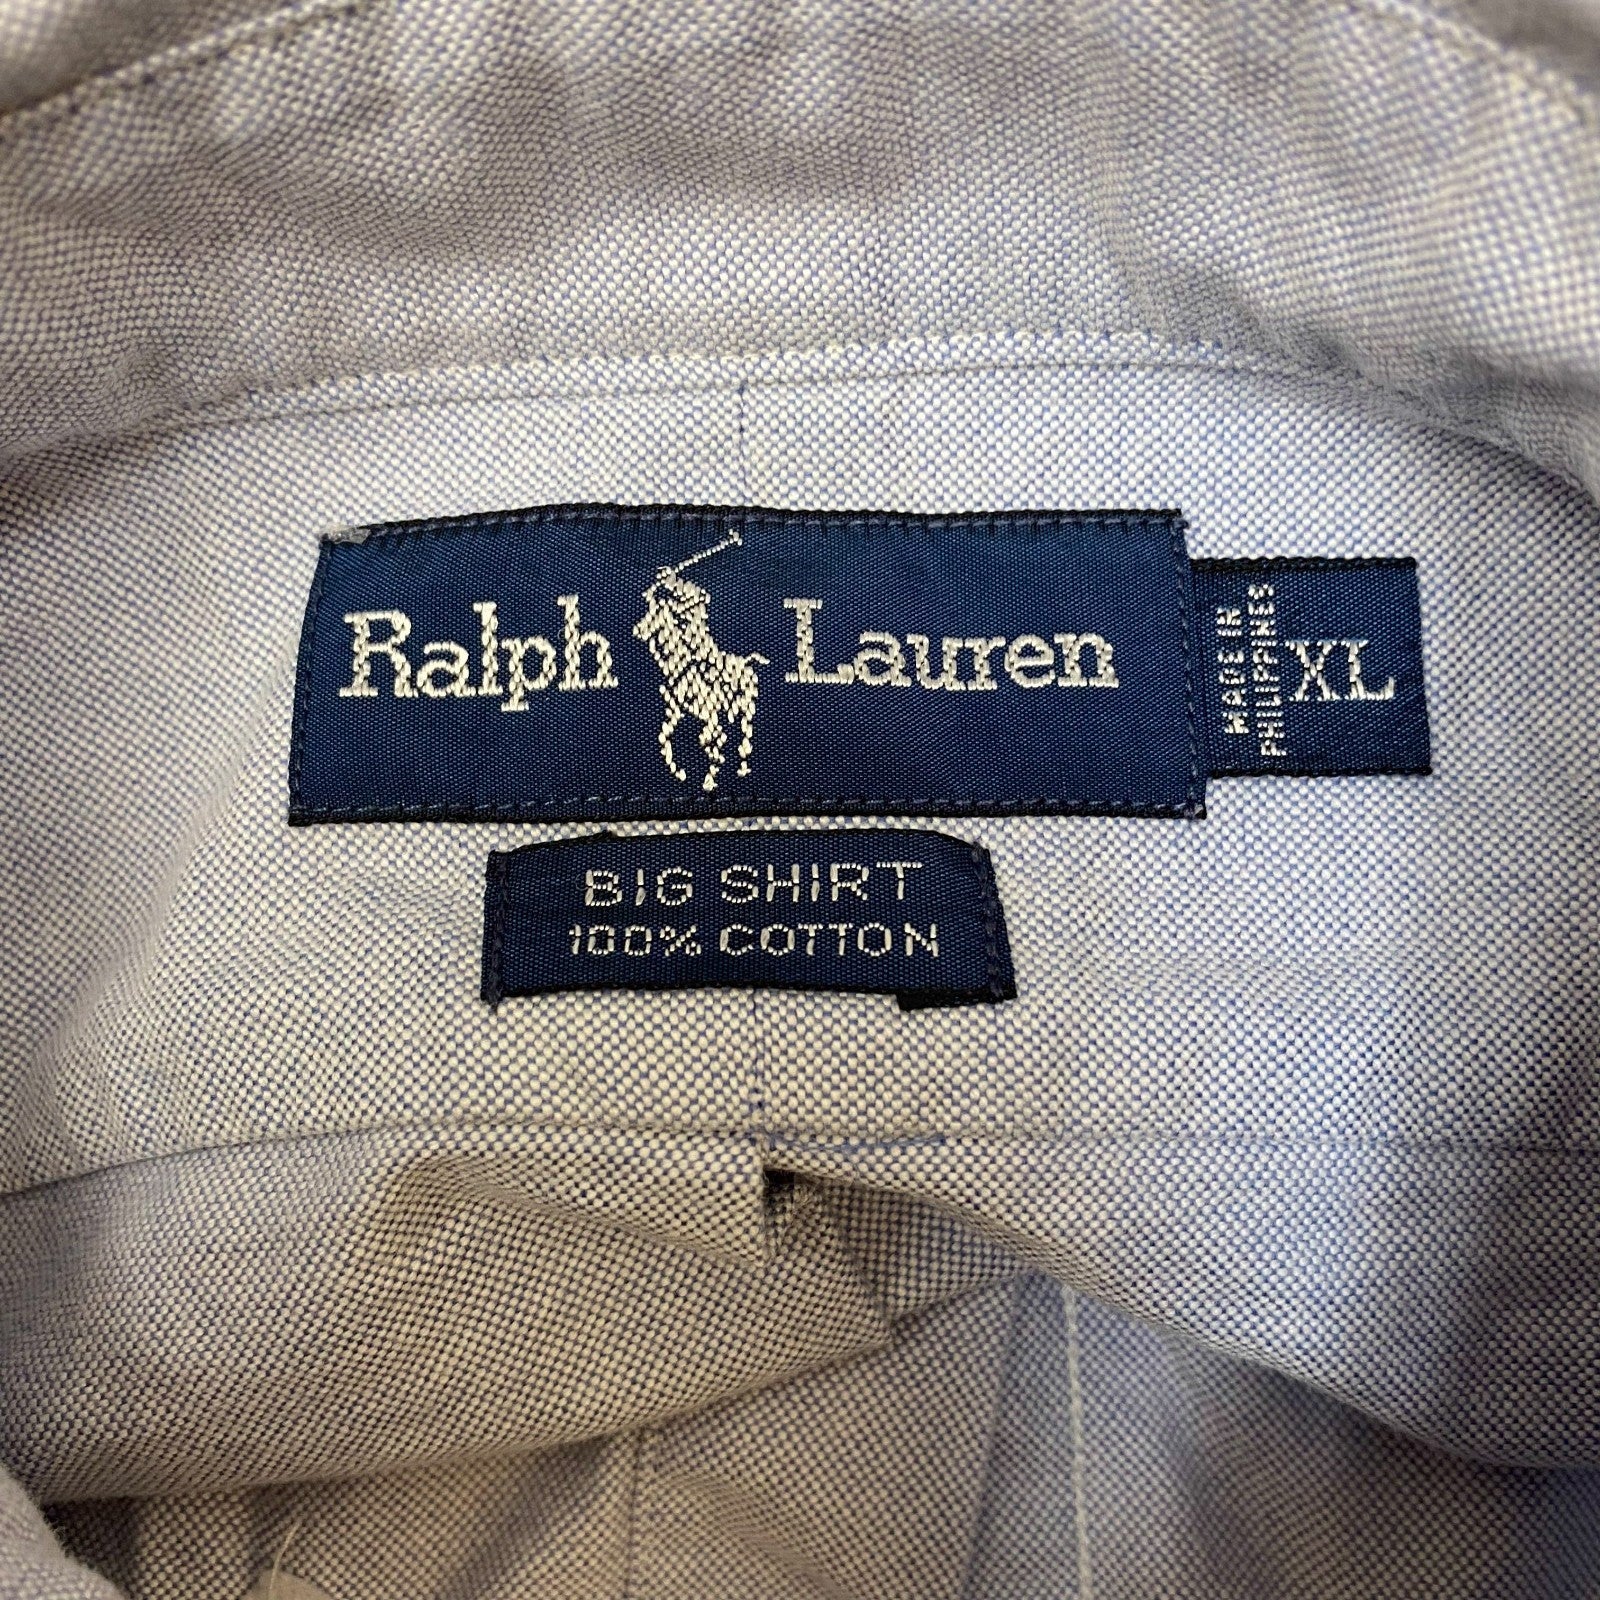 Ralph Lauren
MADE IN
PHILIPPINES
XL
BIG SHIRT
100% COTTON